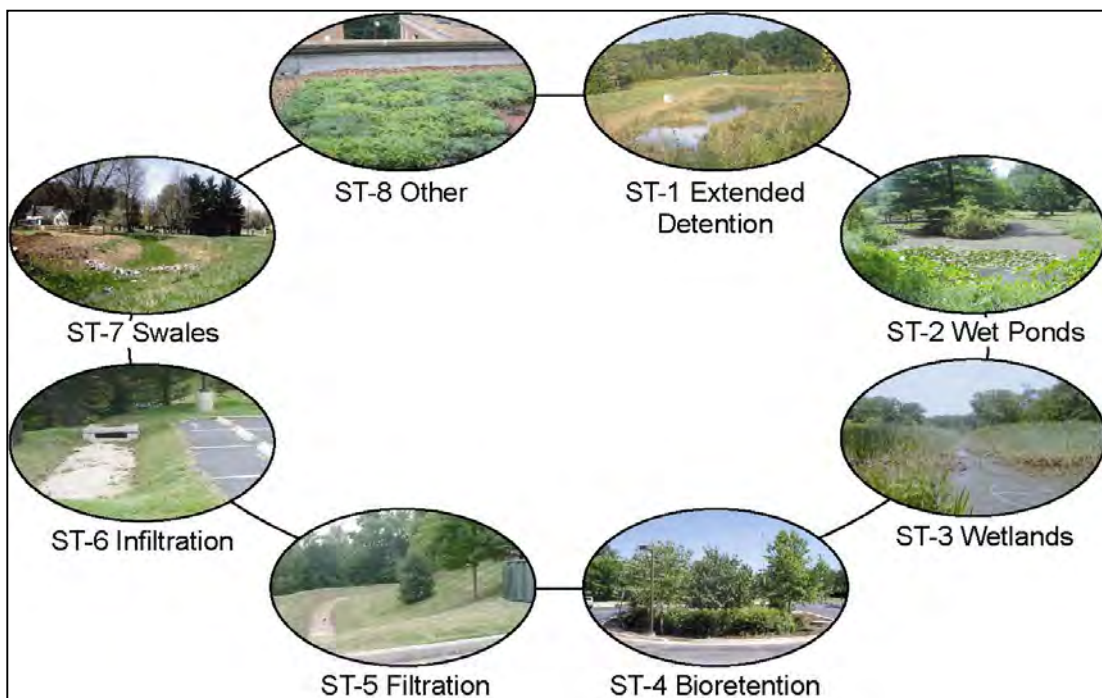 ST-8 Other
ST-1 Extended
Detention
ST-7 Swales
ST-2 Wet Ponds
ST-6 Infiltration
ST-3 Wetlands
ST-5 Filtration
ST-4 Bioretention